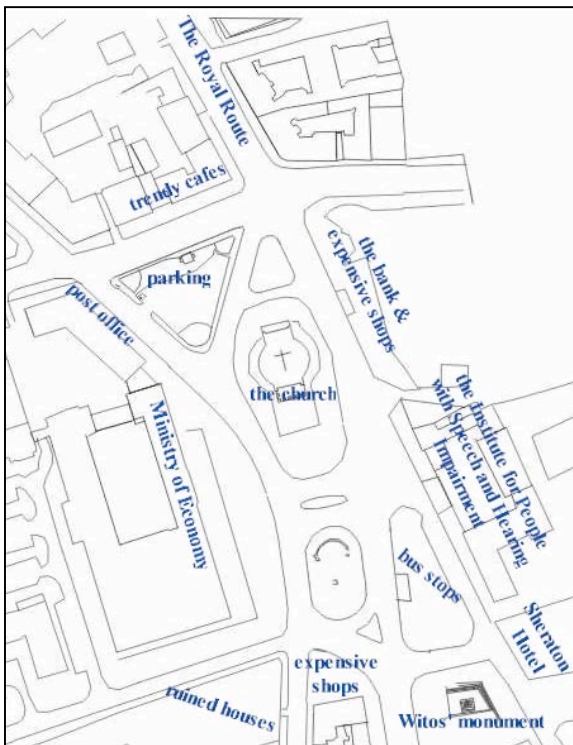 The Royal Route
trendy cafes
parking
the bank &
expensive shops
post office
the church
Ministry of Economy
the Institute for People
with Speech and Hearing
Impairment
bus stops
Sheraton
Hotel
expensive
shops
ruined houses
Witos' monument